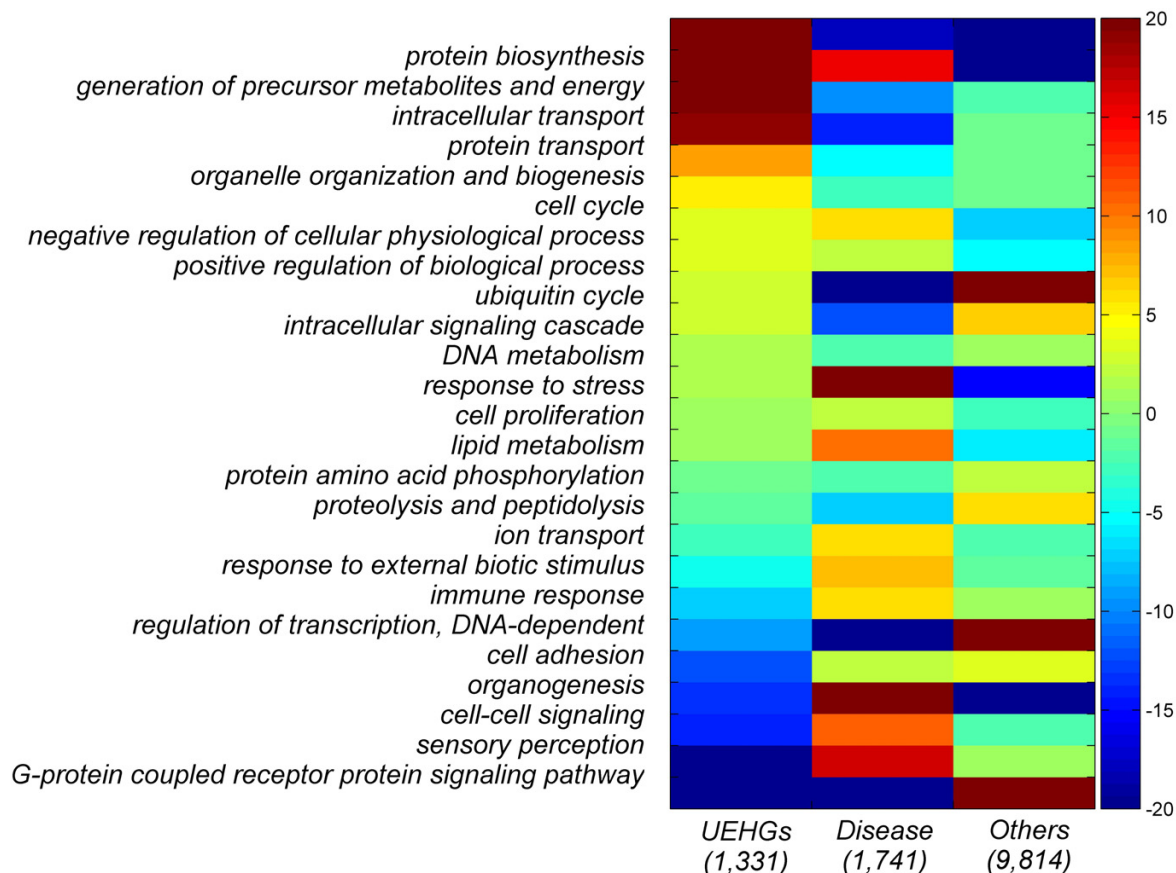 protein biosynthesis
generation of precursor metabolites and energy
intracellular transport
protein transport
organelle organization and biogenesis
cell cycle
negative regulation of cellular physiological process
positive regulation of biological process
ubiquitin cycle
intracellular signaling cascade
DNA metabolism
response to stress
cell proliferation
lipid metabolism
protein amino acid phosphorylation
proteolysis and peptidolysis
ion transport
response to external biotic stimulus
immune response
regulation of transcription, DNA-dependent
cell adhesion
organogenesis
cell-cell signaling
sensory perception
G-protein coupled receptor protein signaling pathway
UEHGs Disease Others
(1,331) (1,741) (9,814)
20
15
10
5
0
-5
-10
-15
-20